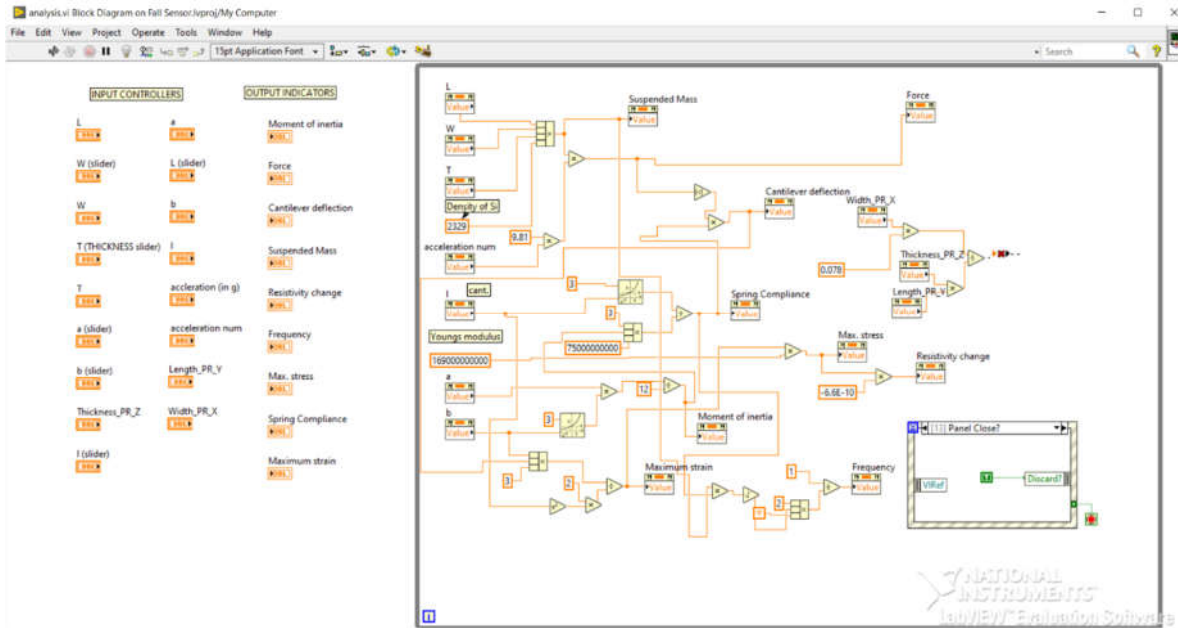 analysis.vi Block Diagram on Fall Sensor.lvproj/My Computer
File Edit View Project Operate Tools Window Help
15pt Application Font
Search
INPUT CONTROLLERS
OUTPUT INDICATORS
L
a
Moment of inertia
W (slider)
L (slider)
Force
W
b
Cantilever deflection
T (THICKNESS slider)
l
Suspended Mass
T
accleration (in g)
Resistivity change
a (slider)
acceleration num
Frequency
b (slider)
Length_PR_Y
Max. stress
Thickness_PR_Z
Width_PR_X
Spring Compliance
l (slider)
Maximum strain
L
Value
Suspended Mass
Value
Force
Value
W
Value
T
Value
Density of Si
2329
9.81
acceleration num
Value
Cantilever deflection
Value
Width_PR_X
Value
0.078
Thickness_PR_Z
Value
Length_PR_Y
Value
cant.
l
Value
3
3
Spring Compliance
Value
Youngs modulus
75000000000
169000000000
Max. stress
Value
Resistivity change
Value
-6.6E-10
a
Value
12
b
Value
3
Moment of inertia
Value
3
2
Maximum strain
Value
1
2
Frequency
Value
[13] Panel Close?
VIRef
Discard?
i
NATIONAL
INSTRUMENTS
LabVIEW Evaluation Software